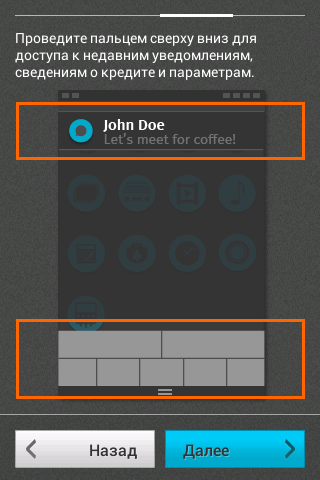 Проведите пальцем сверху вниз для
доступа к недавним уведомлениям,
сведениям о кредите и параметрам.
John Doe
Let's meet for coffee!
Назад
Далее